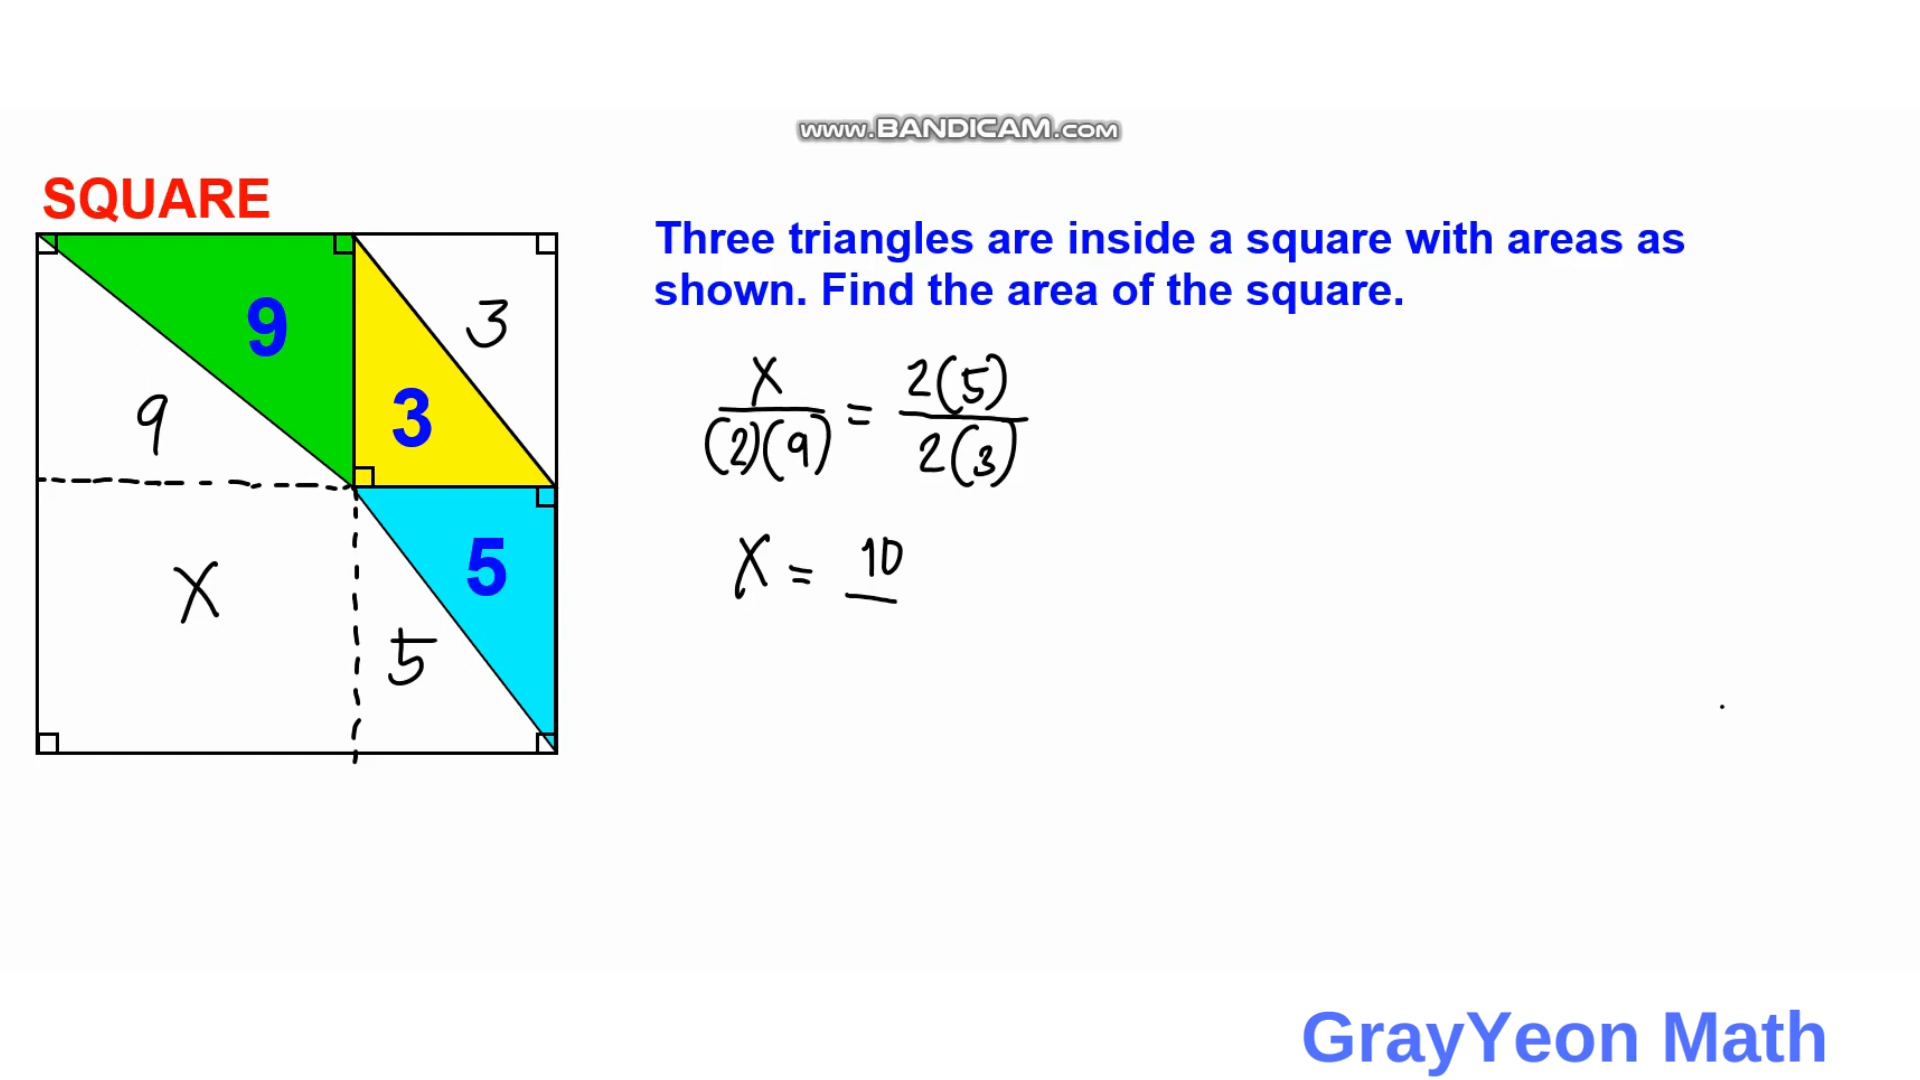 www.BANDICAM.com
SQUARE
Three triangles are inside a square with areas as
shown. Find the area of the square.
9
3
3
9
5
X
5
X
(2)(9)
=
2(5)
2(3)
X = 10
GrayYeon Math